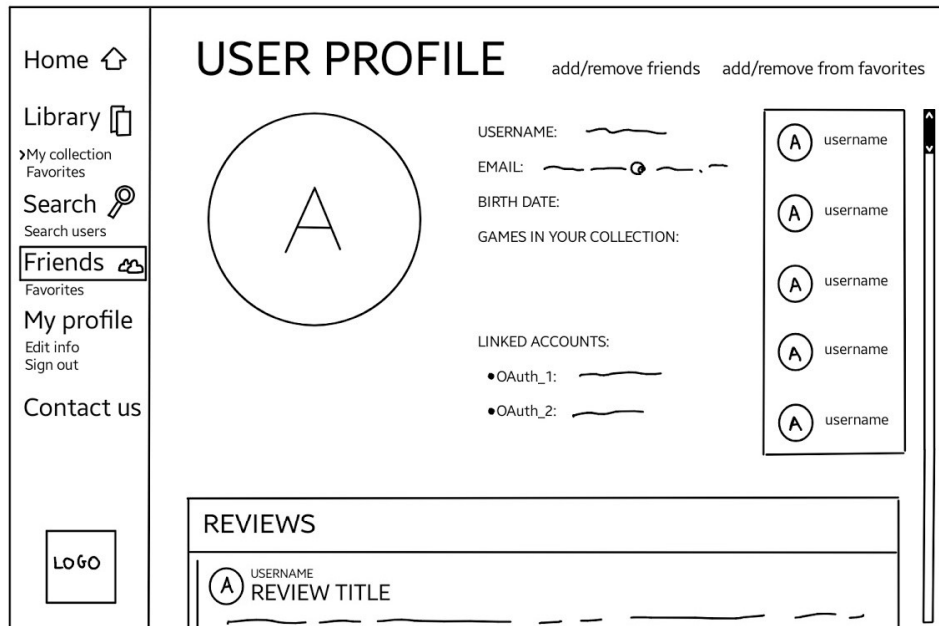 Home
Library
My collection
Favorites
Search
Search users
Friends
Favorites
My profile
Edit info
Sign out
Contact us
LOGO
USER PROFILE
add/remove friends
add/remove from favorites
A
USERNAME:
EMAIL:
BIRTH DATE:
GAMES IN YOUR COLLECTION:
LINKED ACCOUNTS:
•OAuth_1:
•OAuth_2:
A username
A username
A username
A username
A username
REVIEWS
A
USERNAME
REVIEW TITLE